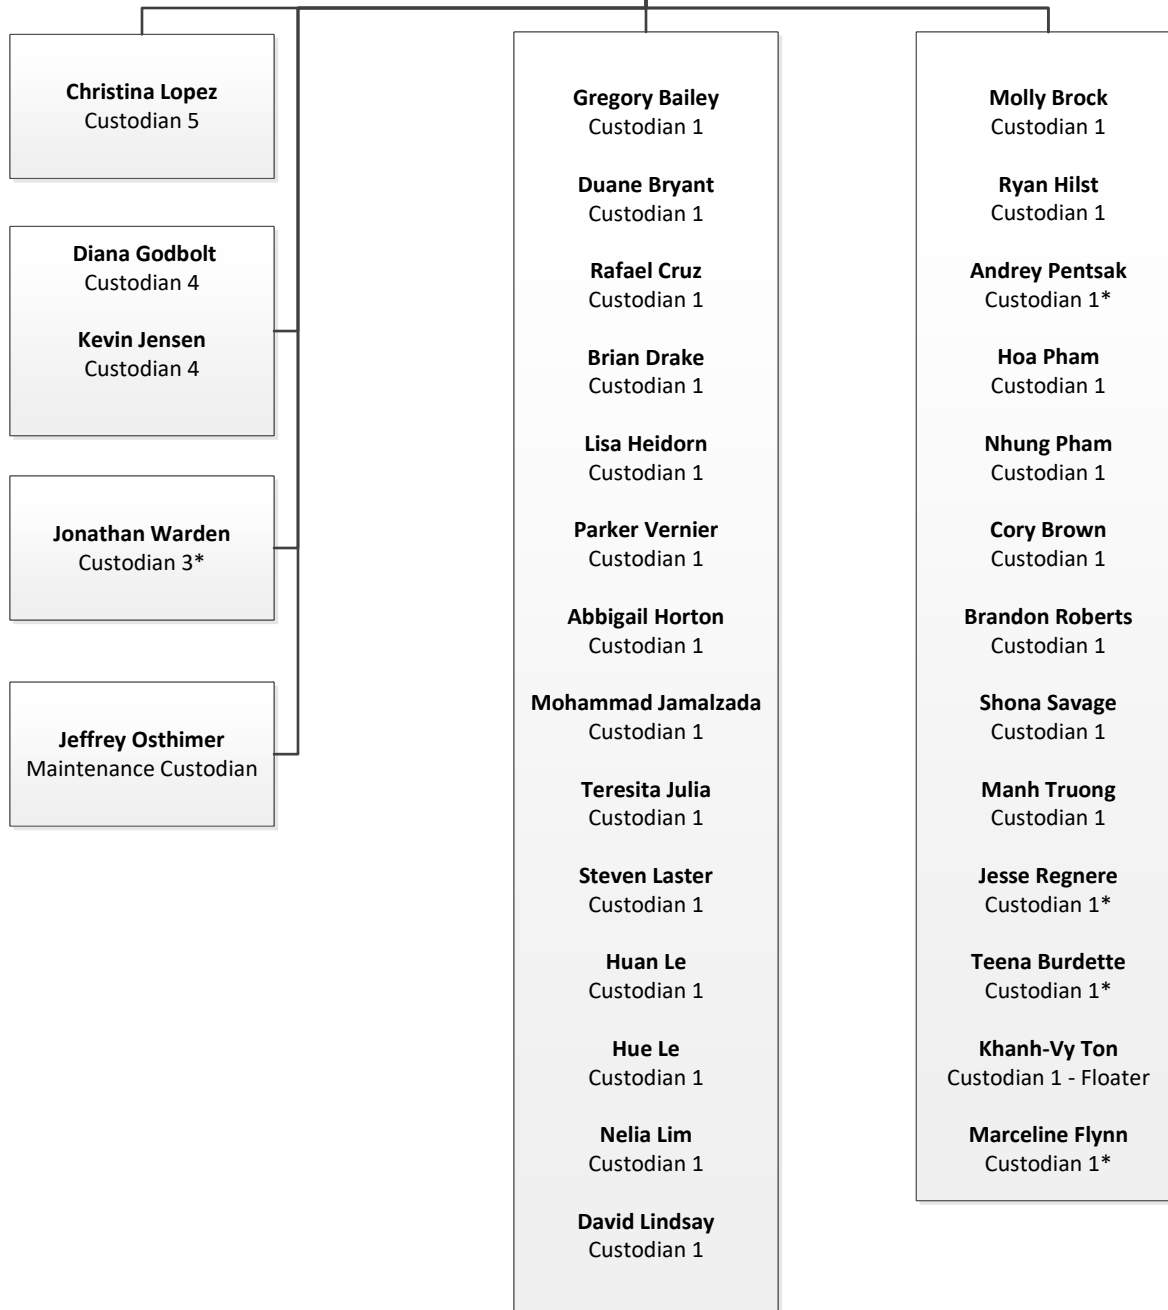 Christina Lopez
Custodian 5
Diana Godbolt
Custodian 4
Kevin Jensen
Custodian 4
Jonathan Warden
Custodian 3*
Jeffrey Osthimer
Maintenance Custodian
Gregory Bailey
Custodian 1
Duane Bryant
Custodian 1
Rafael Cruz
Custodian 1
Brian Drake
Custodian 1
Lisa Heidorn
Custodian 1
Parker Vernier
Custodian 1
Abbigail Horton
Custodian 1
Mohammad Jamalzada
Custodian 1
Teresita Julia
Custodian 1
Steven Laster
Custodian 1
Huan Le
Custodian 1
Hue Le
Custodian 1
Nelia Lim
Custodian 1
David Lindsay
Custodian 1
Molly Brock
Custodian 1
Ryan Hilst
Custodian 1
Andrey Pentsak
Custodian 1*
Hoa Pham
Custodian 1
Nhung Pham
Custodian 1
Cory Brown
Custodian 1
Brandon Roberts
Custodian 1
Shona Savage
Custodian 1
Manh Truong
Custodian 1
Jesse Regnere
Custodian 1*
Teena Burdette
Custodian 1*
Khanh-Vy Ton
Custodian 1 - Floater
Marceline Flynn
Custodian 1*